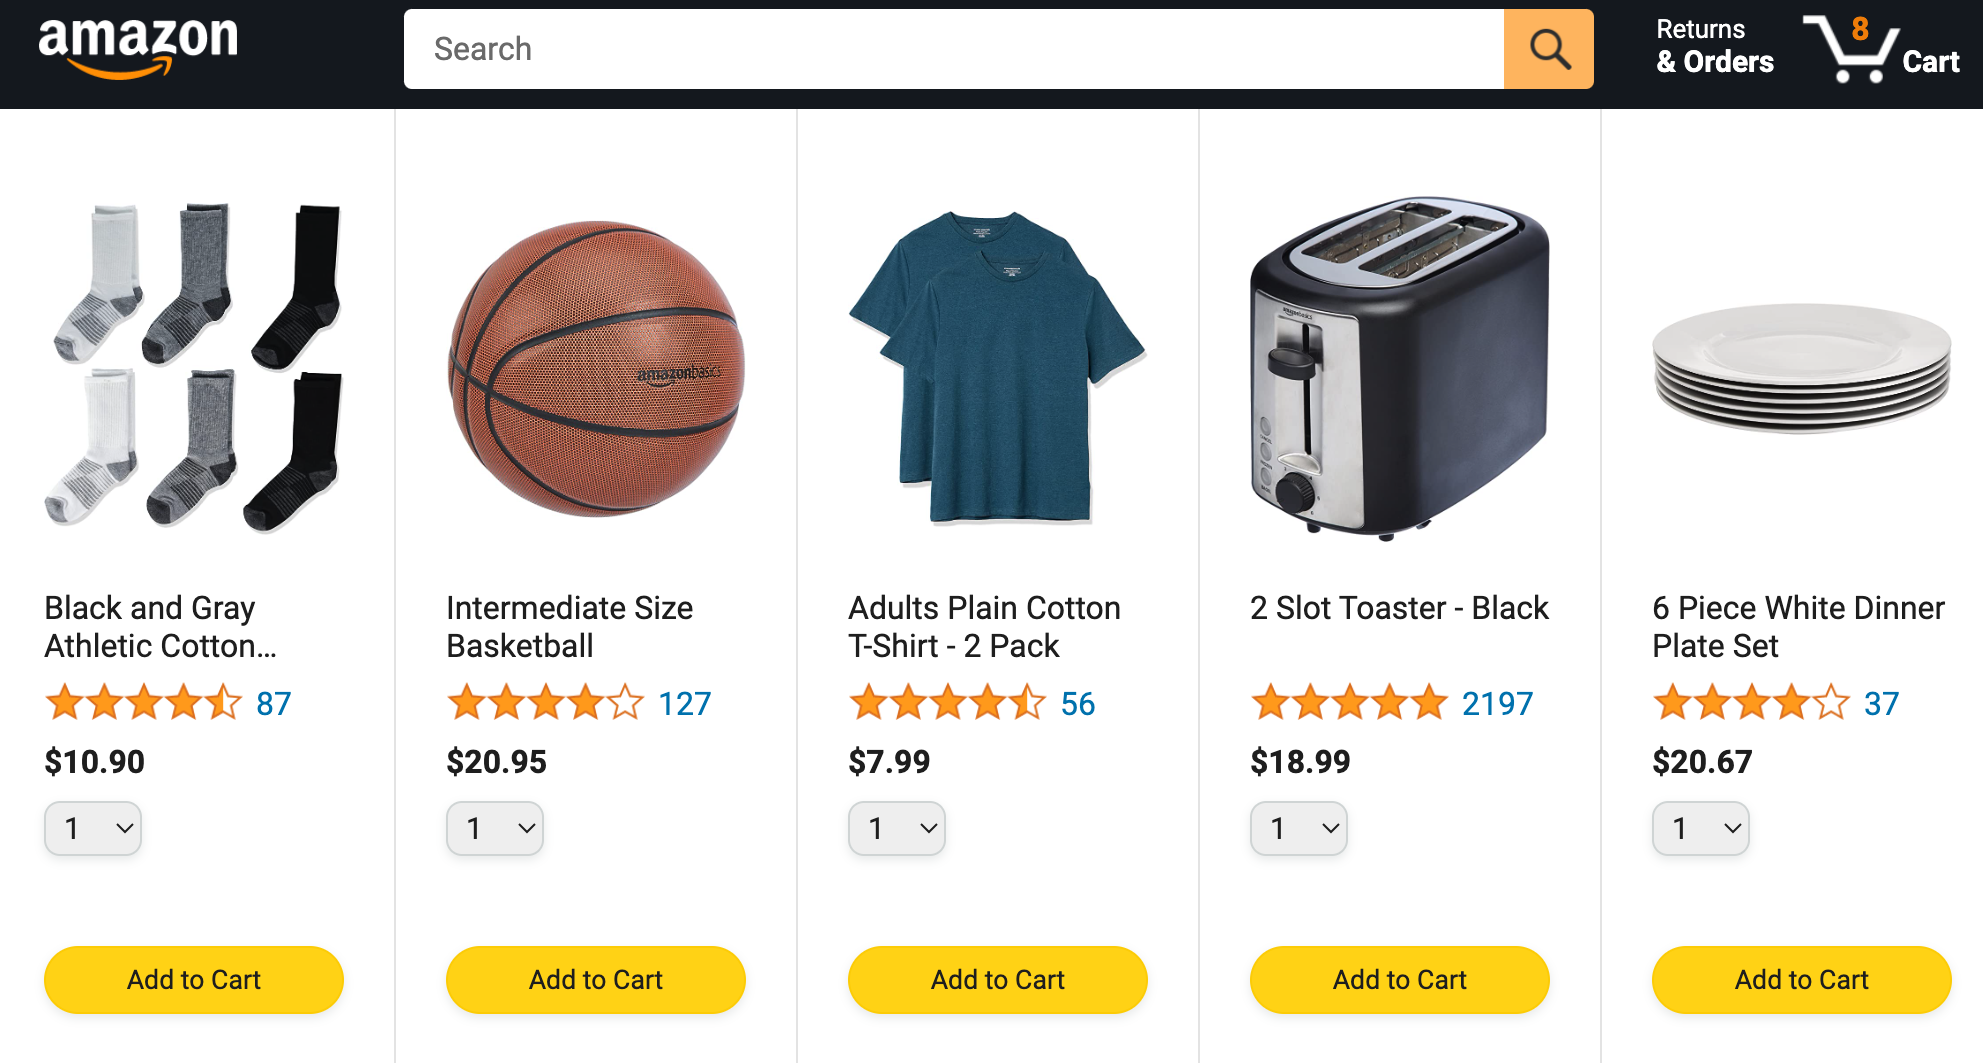 amazon
Search
Returns
& Orders
8
Cart
amazonbasics
amazonbasics
Black and Gray
Athletic Cotton...
87
$10.90
1
Add to Cart
Intermediate Size
Basketball
127
$20.95
1
Add to Cart
Adults Plain Cotton
T-Shirt - 2 Pack
56
$7.99
1
Add to Cart
2 Slot Toaster - Black
2197
$18.99
1
Add to Cart
6 Piece White Dinner
Plate Set
37
$20.67
1
Add to Cart